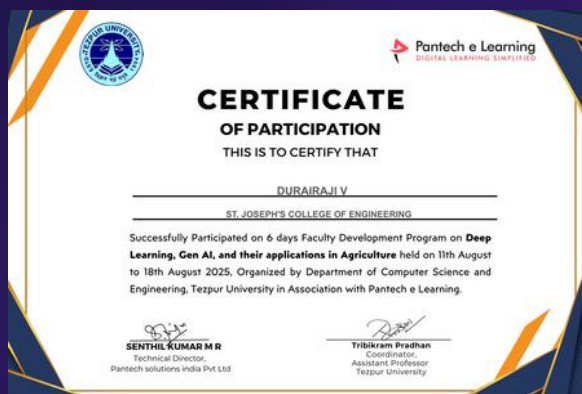 TEZPUR UNIVERSITY
Pantech e Learning
DIGITAL LEARNING SIMPLIFIED
CERTIFICATE
OF PARTICIPATION
THIS IS TO CERTIFY THAT
DURAIRAJI V
ST. JOSEPH'S COLLEGE OF ENGINEERING
Successfully Participated on 6 days Faculty Development Program on Deep
Learning, Gen AI, and their applications in Agriculture held on 11th August
to 18th August 2025, Organized by Department of Computer Science and
Engineering, Tezpur University in Association with Pantech e Learning.
SENTHIL KUMAR M R
Technical Director,
Pantech solutions india Pvt Ltd
Tribikram Pradhan
Coordinator,
Assistant Professor
Tezpur University